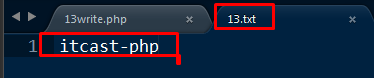 13write.php × 13.txt ×
1 itcast-php